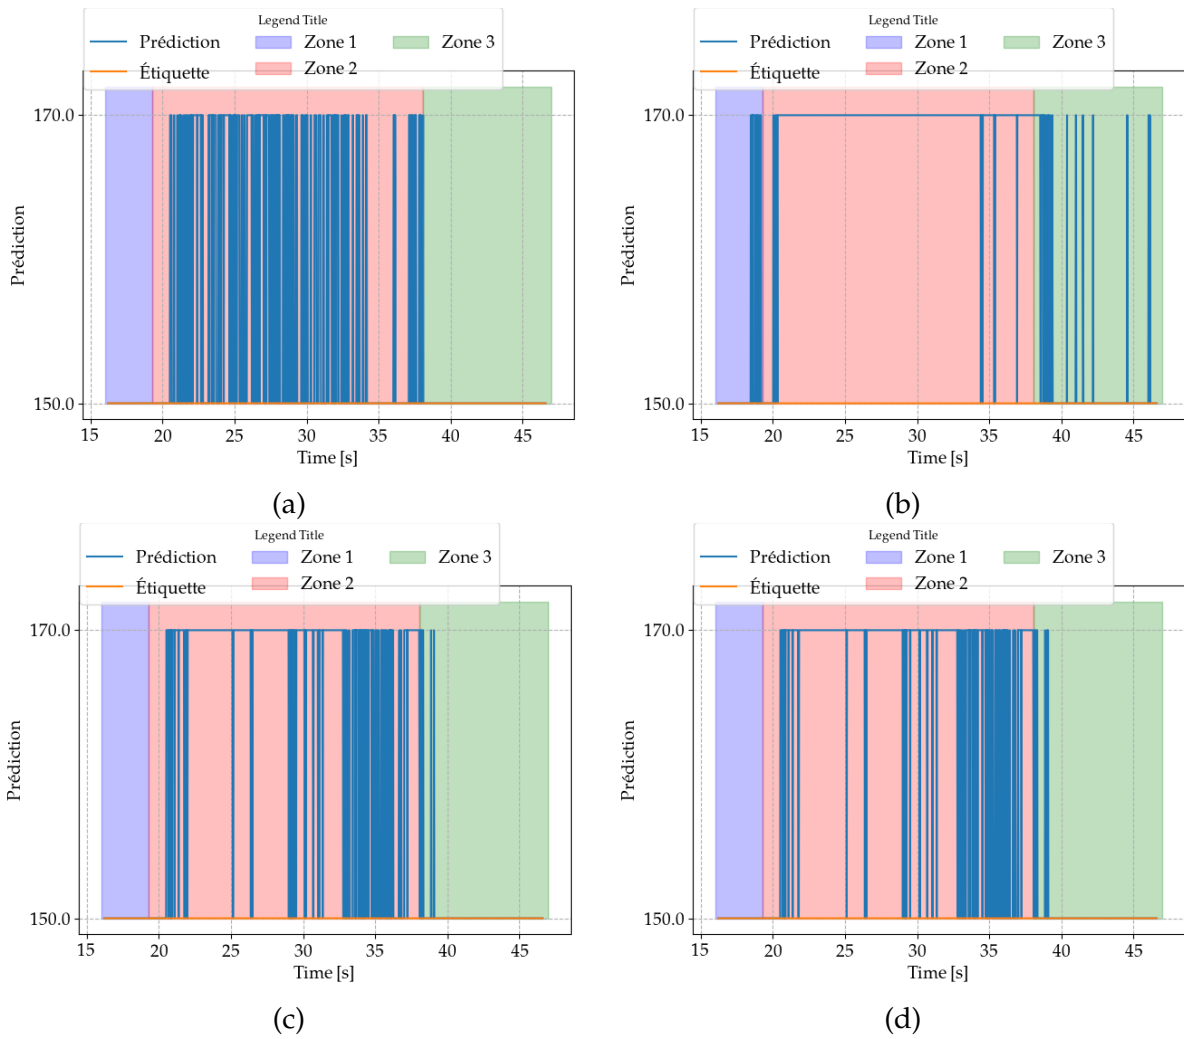 Legend Title
Prédiction
Étiquette
Zone 1
Zone 2
Zone 3
170.0
150.0
Prédiction
15 20 25 30 35 40 45
Time [s]
(a)
Legend Title
Prédiction
Étiquette
Zone 1
Zone 2
Zone 3
170.0
150.0
Prédiction
15 20 25 30 35 40 45
Time [s]
(b)
Legend Title
Prédiction
Étiquette
Zone 1
Zone 2
Zone 3
170.0
150.0
Prédiction
15 20 25 30 35 40 45
Time [s]
(c)
Legend Title
Prédiction
Étiquette
Zone 1
Zone 2
Zone 3
170.0
150.0
Prédiction
15 20 25 30 35 40 45
Time [s]
(d)